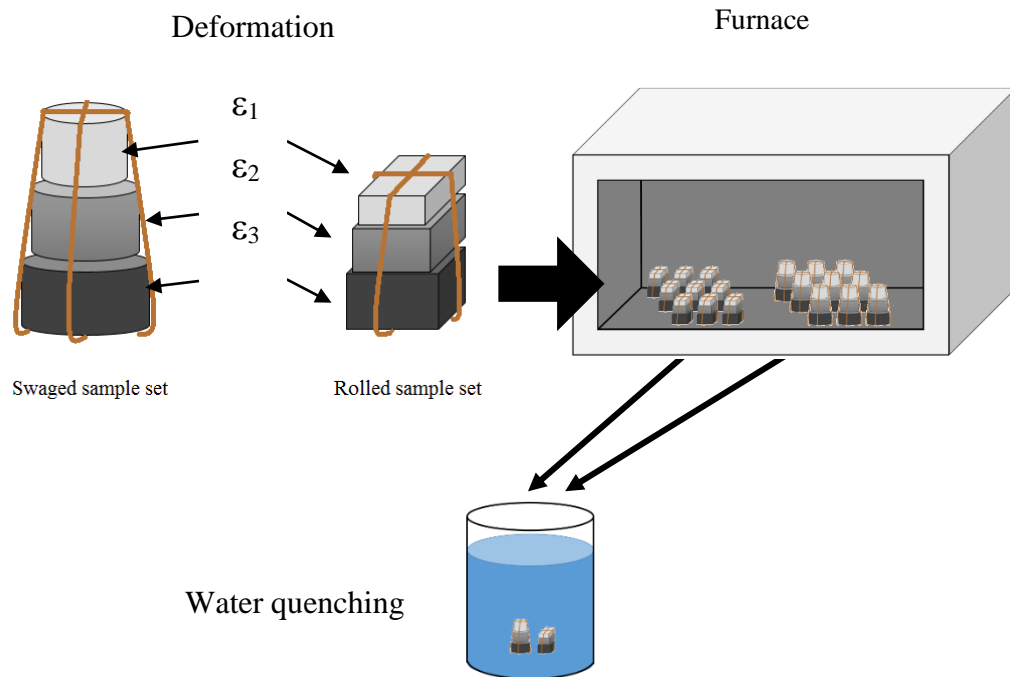 Deformation
Furnace
ε1
ε2
ε3
Swaged sample set
Rolled sample set
Water quenching